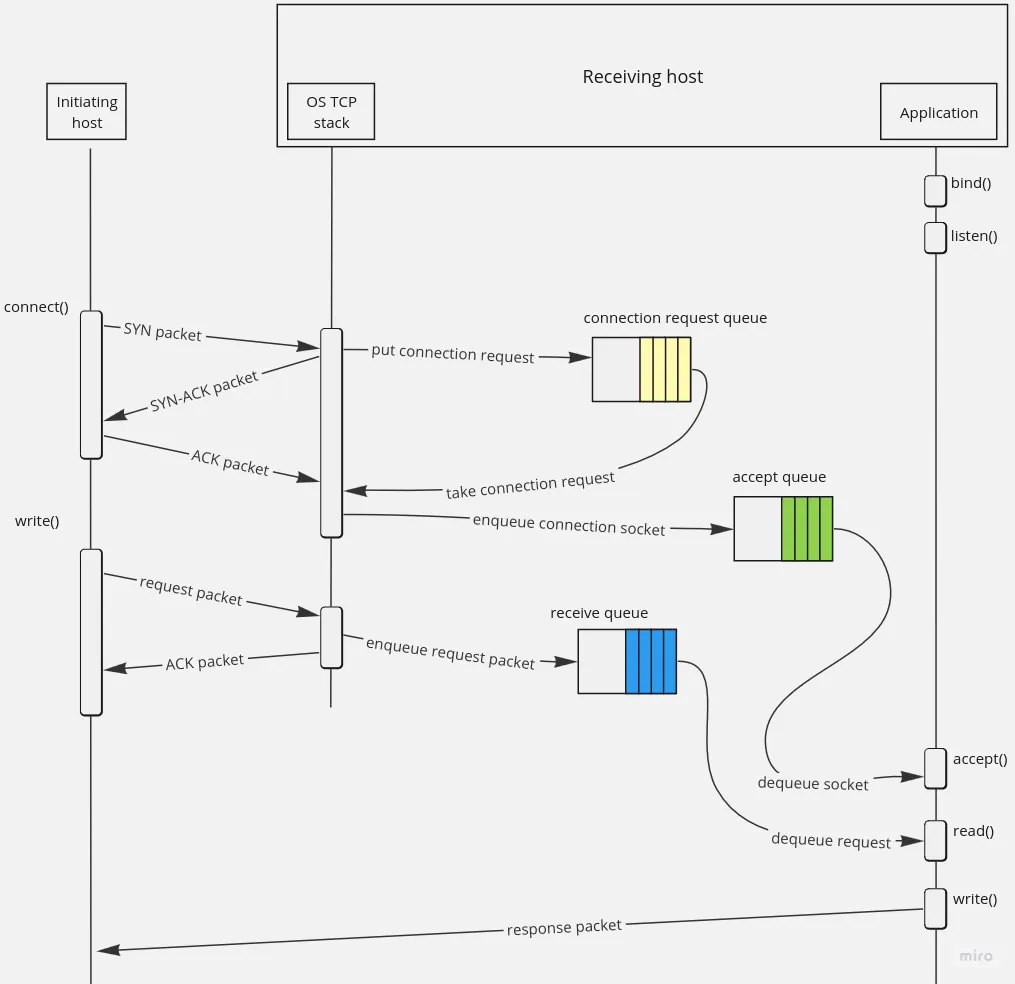 Receiving host
Initiating
host
OS TCP
stack
Application
bind()
listen()
connect()
SYN packet
connection request queue
put connection request
SYN-ACK packet
ACK packet
take connection request
accept queue
write()
enqueue connection socket
request packet
receive queue
enqueue request packet
ACK packet
accept()
dequeue socket
read()
dequeue request
write()
response packet
miro